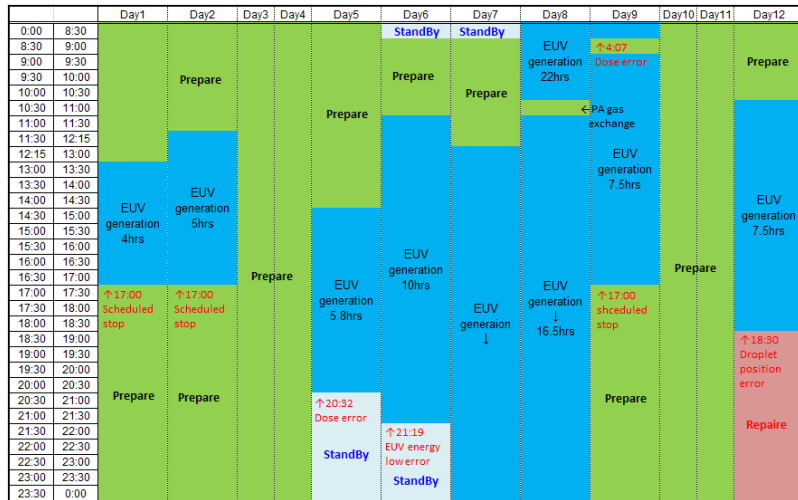 Day1 Day2 Day3 Day4 Day5 Day6 Day7 Day8 Day9 Day10 Day11 Day12
0:00 8:30
8:30 9:00
9:00 9:30
9:30 10:00
10:00 10:30
10:30 11:00
11:00 11:30
11:30 12:15
12:15 13:00
13:00 13:30
13:30 14:00
14:00 14:30
14:30 15:00
15:00 15:30
15:30 16:00
16:00 16:30
16:30 17:00
17:00 17:30
17:30 18:00
18:00 18:30
18:30 19:00
19:00 19:30
19:30 20:00
20:00 20:30
20:30 21:00
21:00 21:30
21:30 22:00
22:00 22:30
22:30 23:00
23:00 23:30
23:30 0:00
EUV
generation
4hrs
↑17:00
Scheduled
stop
Prepare
Prepare
EUV
generation
5hrs
↑17:00
Scheduled
stop
Prepare
Prepare
Prepare
EUV
generation
5.8hrs
↑20:32
Dose error
StandBy
StandBy
Prepare
EUV
generation
10hrs
↑21:19
EUV energy
low error
StandBy
StandBy
Prepare
EUV
generaion
↓
EUV
generation
22hrs
←PA gas
exchange
EUV
generation
↓
16.5hrs
↑4:07
Dose error
EUV
generation
7.5hrs
↑17:00
shceduled
stop
Prepare
Prepare
Prepare
EUV
generation
7.5hrs
↑18:30
Droplet
position
error
Repaire